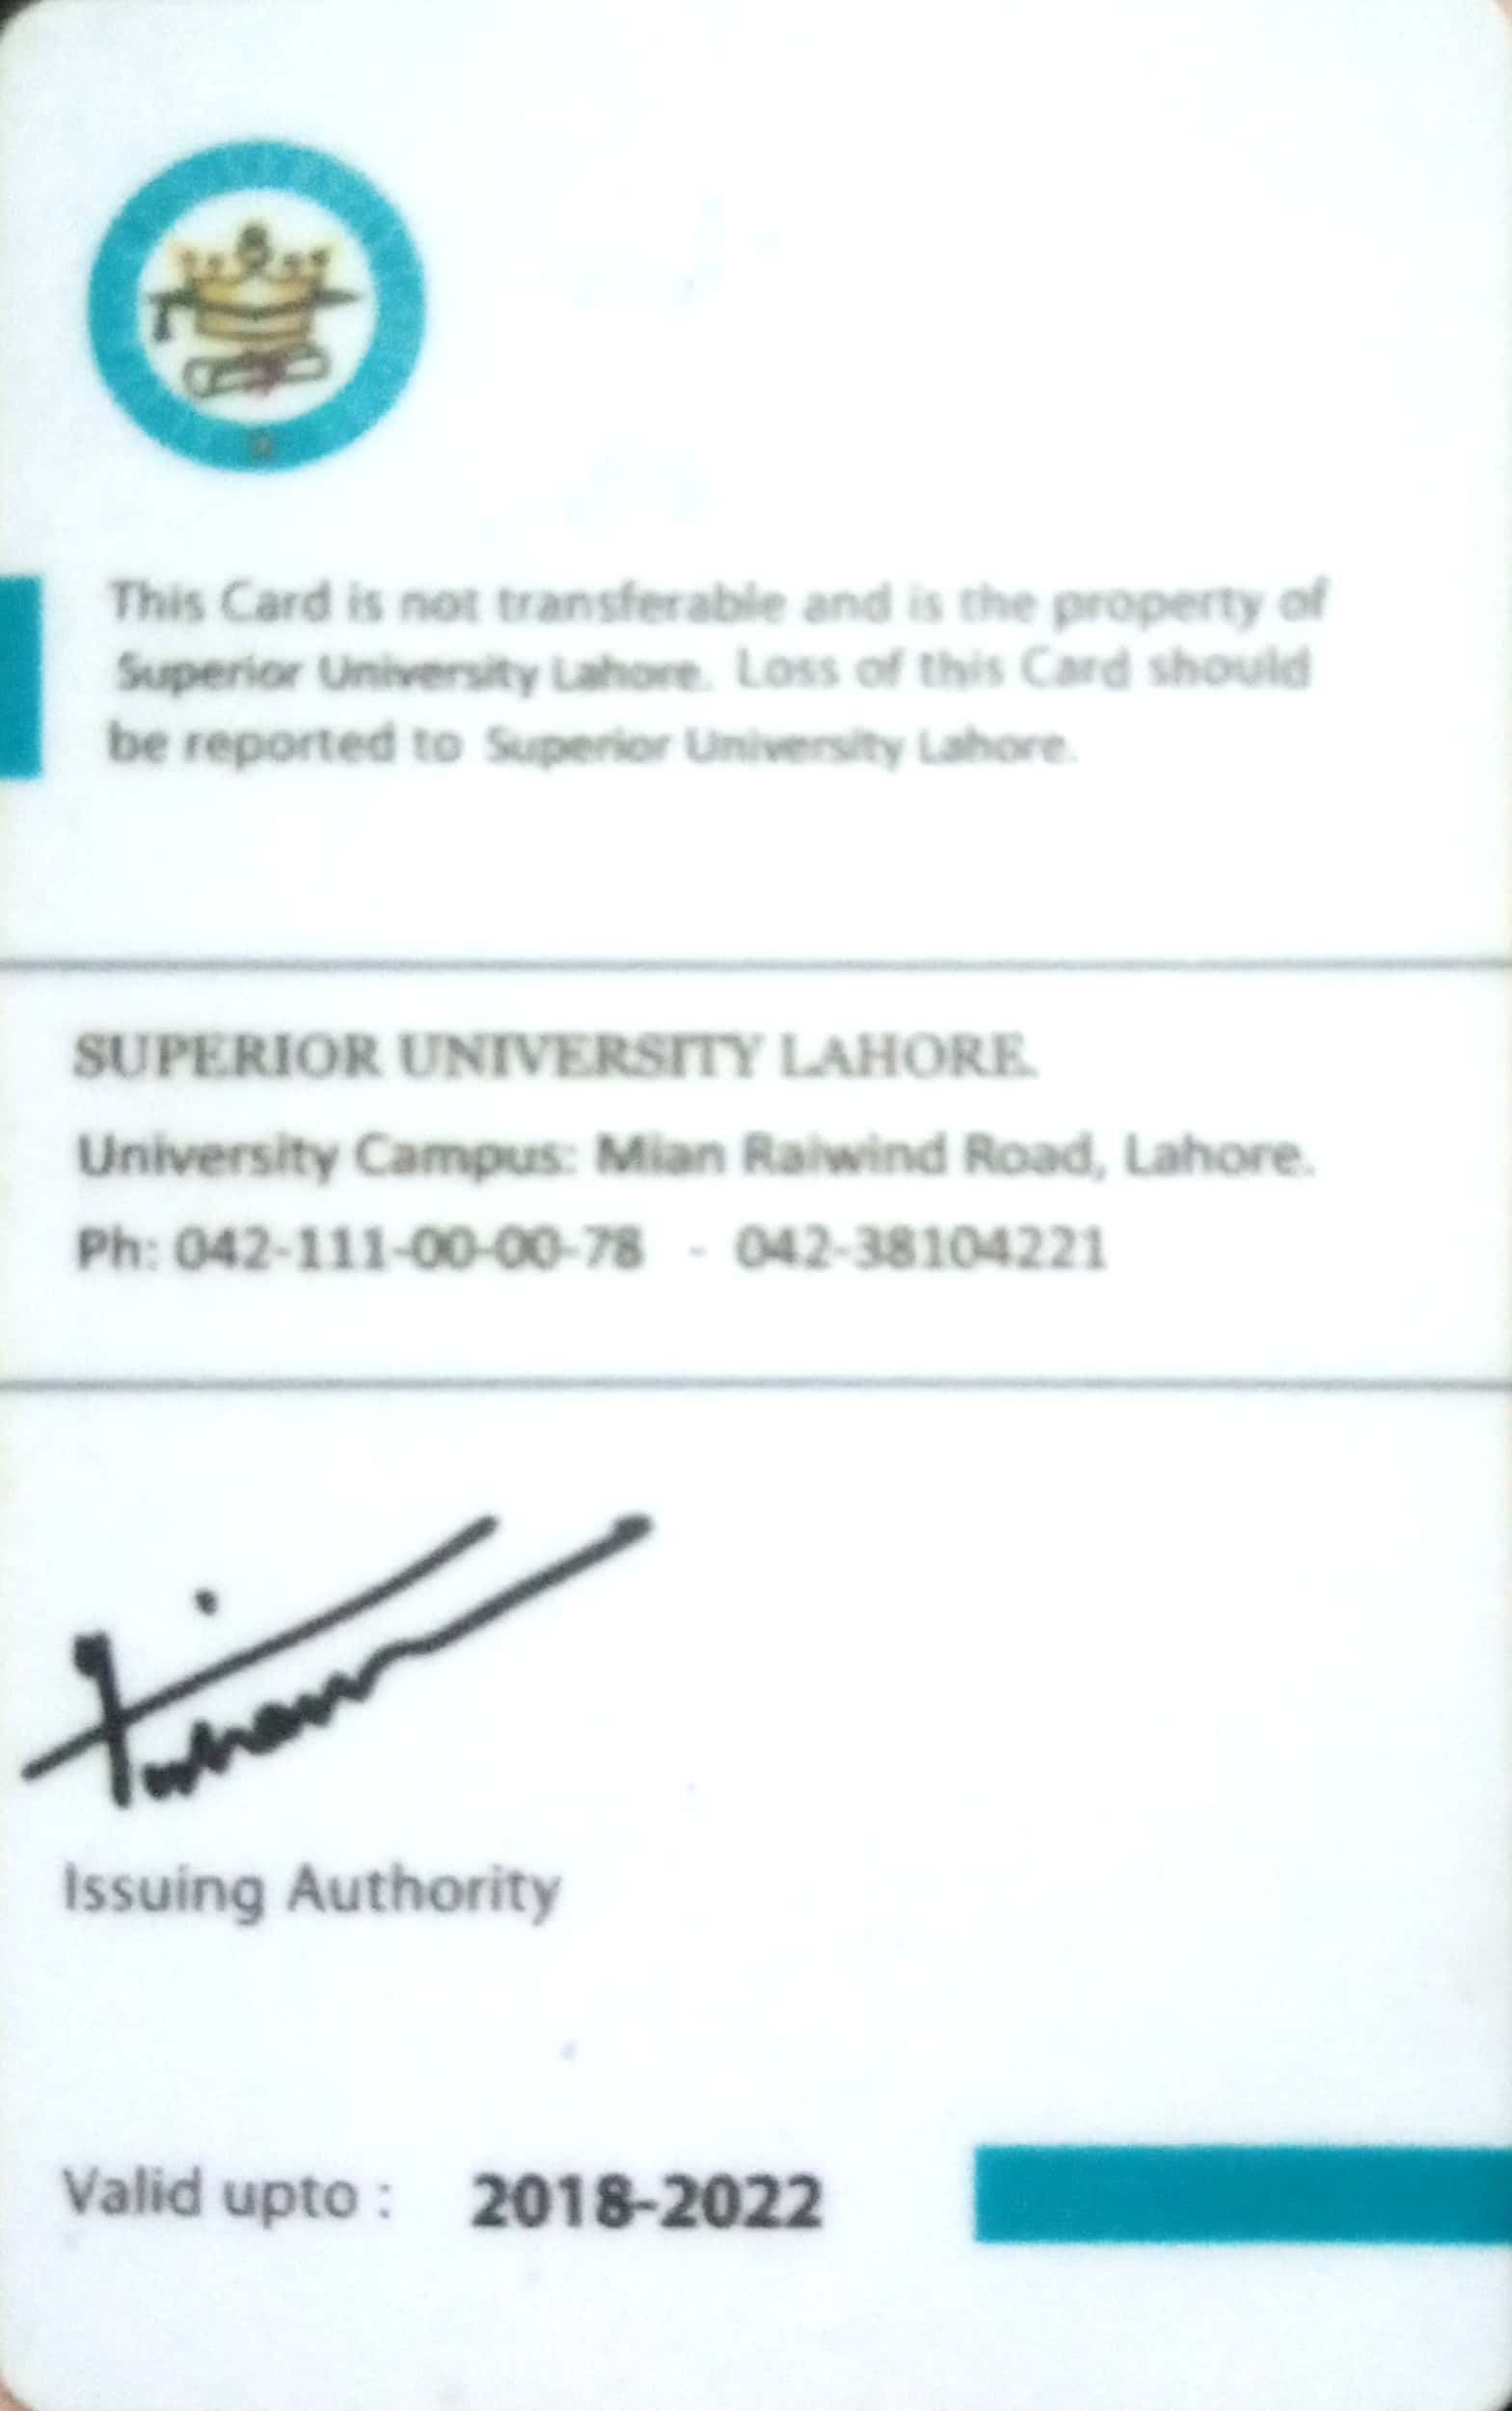 This Card is not transferable and is the property of
Superior University Lahore. Loss of this Card should
be reported to Superior University Lahore.
SUPERIOR UNIVERSITY LAHORE.
University Campus: Mian Raiwind Road, Lahore.
Ph: 042-111-00-00-78 - 042-38104221
Issuing Authority
Valid upto : 2018-2022